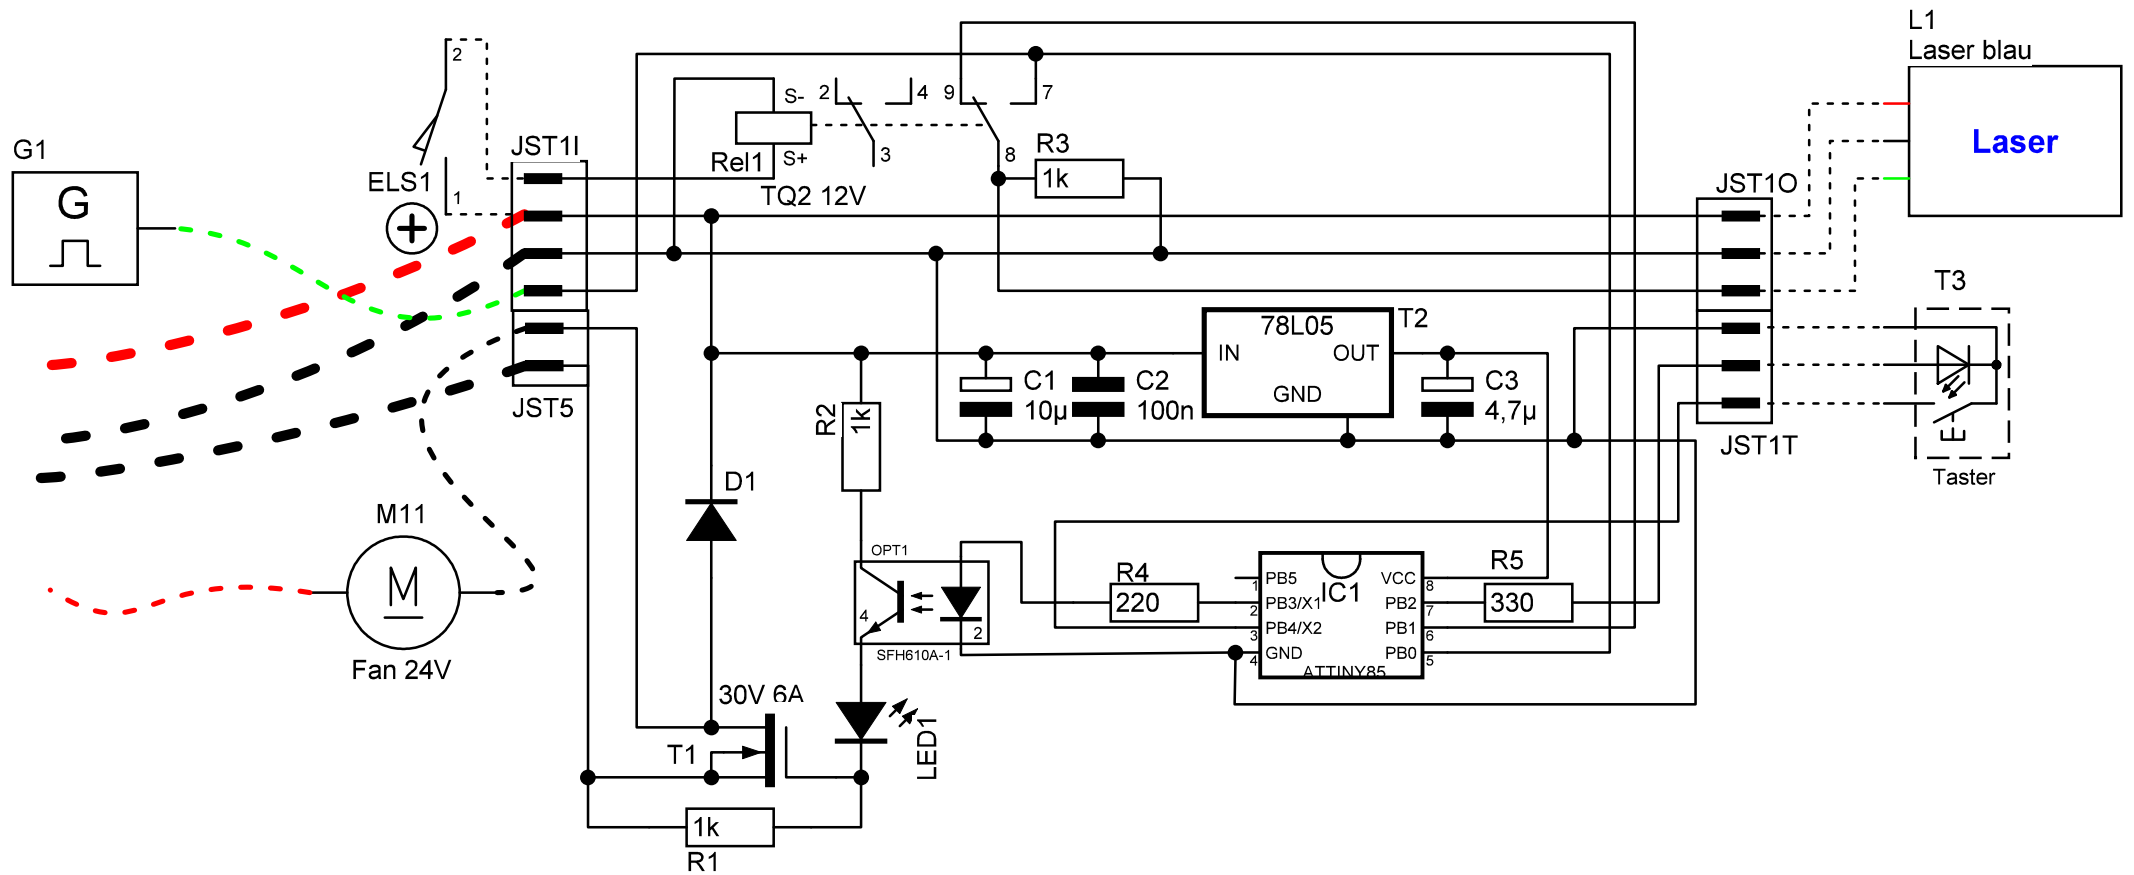 L1
Laser blau
Laser
2
G1
G
ELS1
1
JST1I
S-
S+
Rel1
TQ2 12V
2
4
3
9
7
8
R3
1k
JST1O
T3
E-
Taster
JST1T
JST5
78L05
T2
IN
OUT
GND
C1
10µ
C2
100n
C3
4,7µ
R2
1k
D1
M11
M
Fan 24V
OPT1
4
2
SFH610A-1
R4
220
IC1
PB5
PB3/X1
PB4/X2
GND
VCC
PB2
PB1
PB0
1
2
3
4
8
7
6
5
ATTINY85
R5
330
30V 6A
T1
LED1
1k
R1